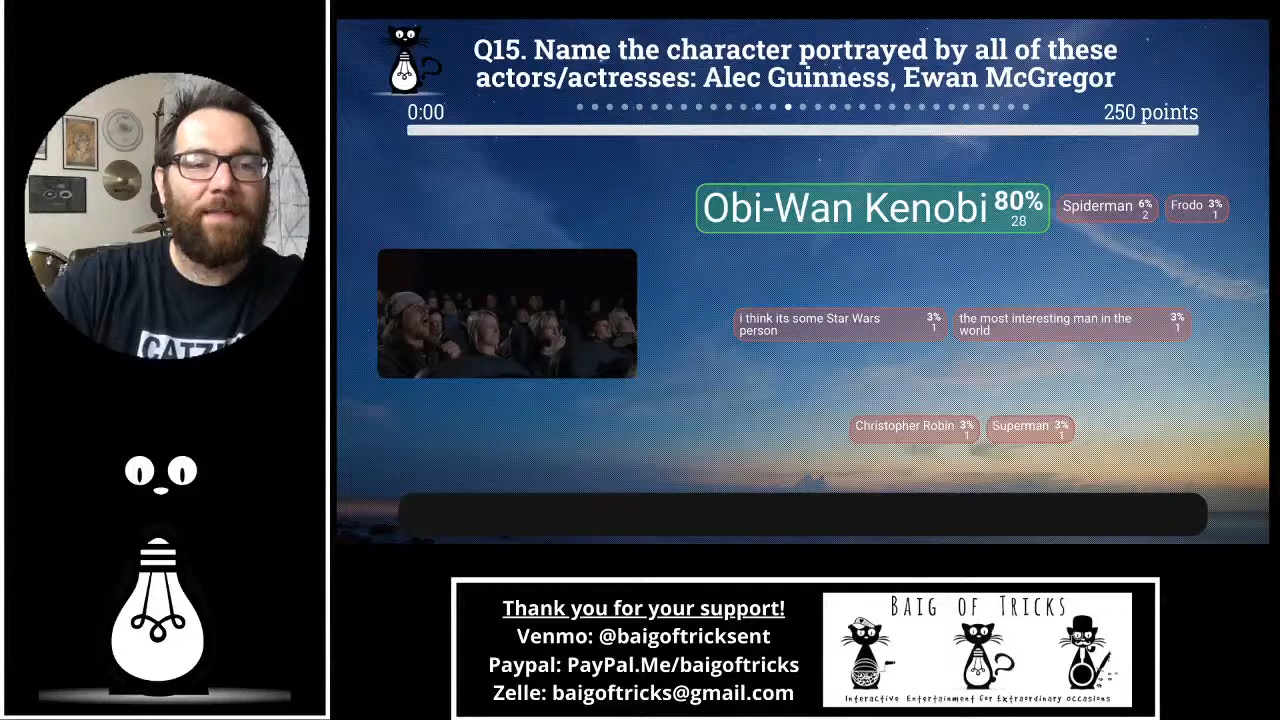 Q15. Name the character portrayed by all of these
actors/actresses: Alec Guinness, Ewan McGregor
0:00
250 points
Obi-Wan Kenobi 80%
28
Spiderman 6%
2
Frodo 3%
1
i think its some Star Wars
person
3%
1
the most interesting man in the
world
3%
1
Christopher Robin 3%
1
Superman 3%
1
Thank you for your support!
Venmo: @baigoftricksent
Paypal: PayPal.Me/baigoftricks
Zelle: baigoftricks@gmail.com
BAIG OF TRICKS
Interactive Entertainment for Extraordinary occasions